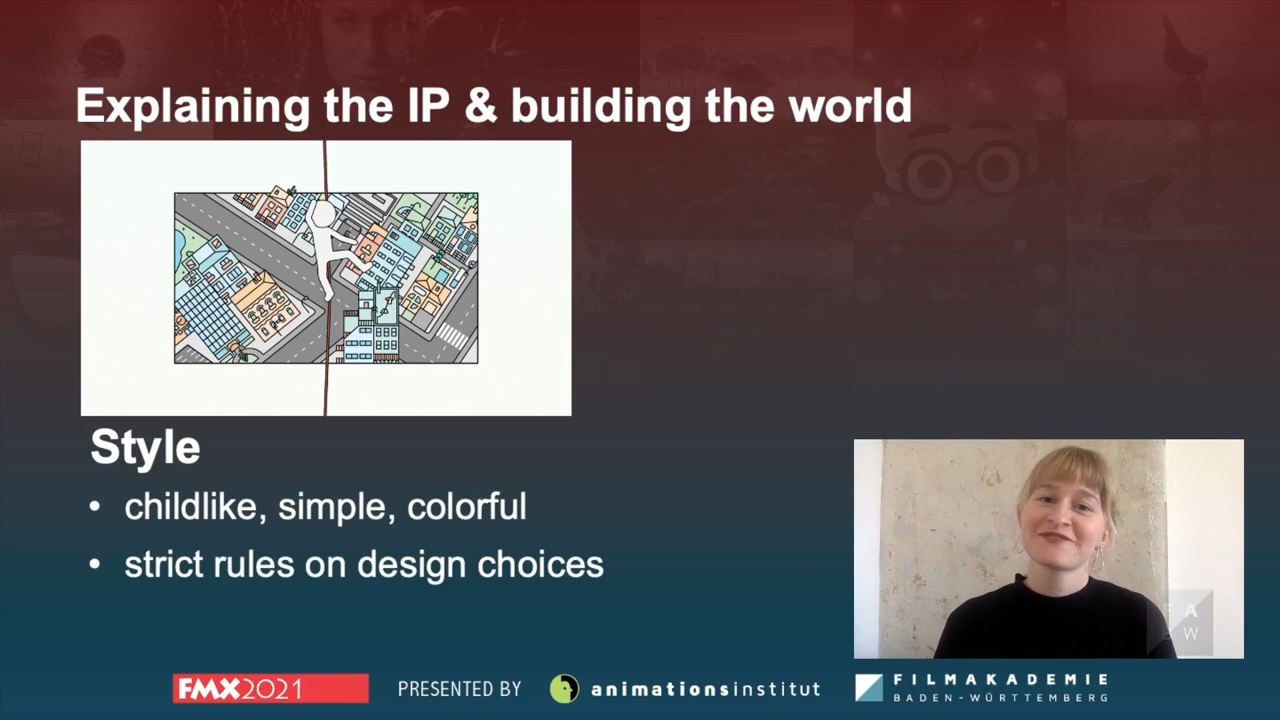 Explaining the IP & building the world
Style
• childlike, simple, colorful
• strict rules on design choices
F A
B W
FMX2021
PRESENTED BY
animationsinstitut
FILMAKADEMIE
BADEN-WÜRTTEMBERG